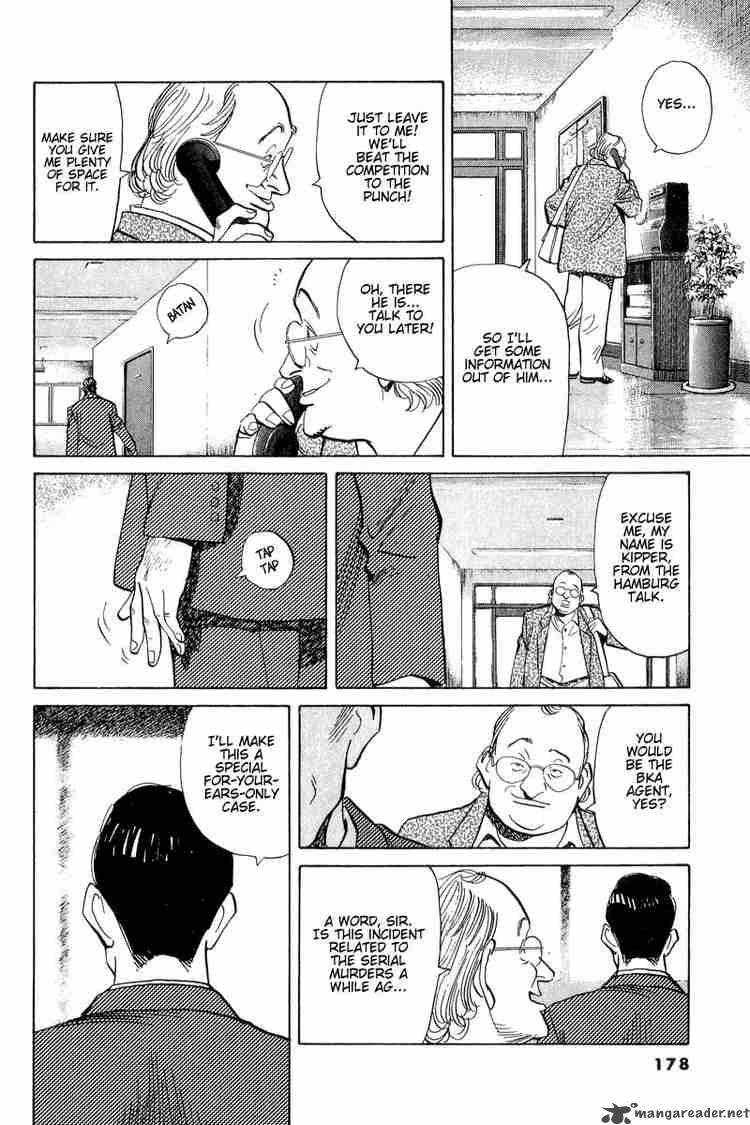 YES...
SO I'LL
GET SOME
INFORMATION
OUT OF HIM...
JUST LEAVE
IT TO ME!
WE'LL
BEAT THE
COMPETITION
TO THE
PUNCH!
MAKE SURE
YOU GIVE
ME PLENTY
OF SPACE
FOR IT.
OH, THERE
HE IS...
TALK TO
YOU LATER!
BATAN
EXCUSE
ME, MY
NAME IS
KIPPER,
FROM THE
HAMBURG
TALK.
TAP
TAP
YOU
WOULD
BE THE
BKA
AGENT,
YES?
A WORD, SIR.
IS THIS INCIDENT
RELATED TO
THE SERIAL
MURDERS A
WHILE AG...
I'LL MAKE
THIS A
SPECIAL
FOR-YOUR-
EARS-ONLY
CASE.
178
mangareader.net